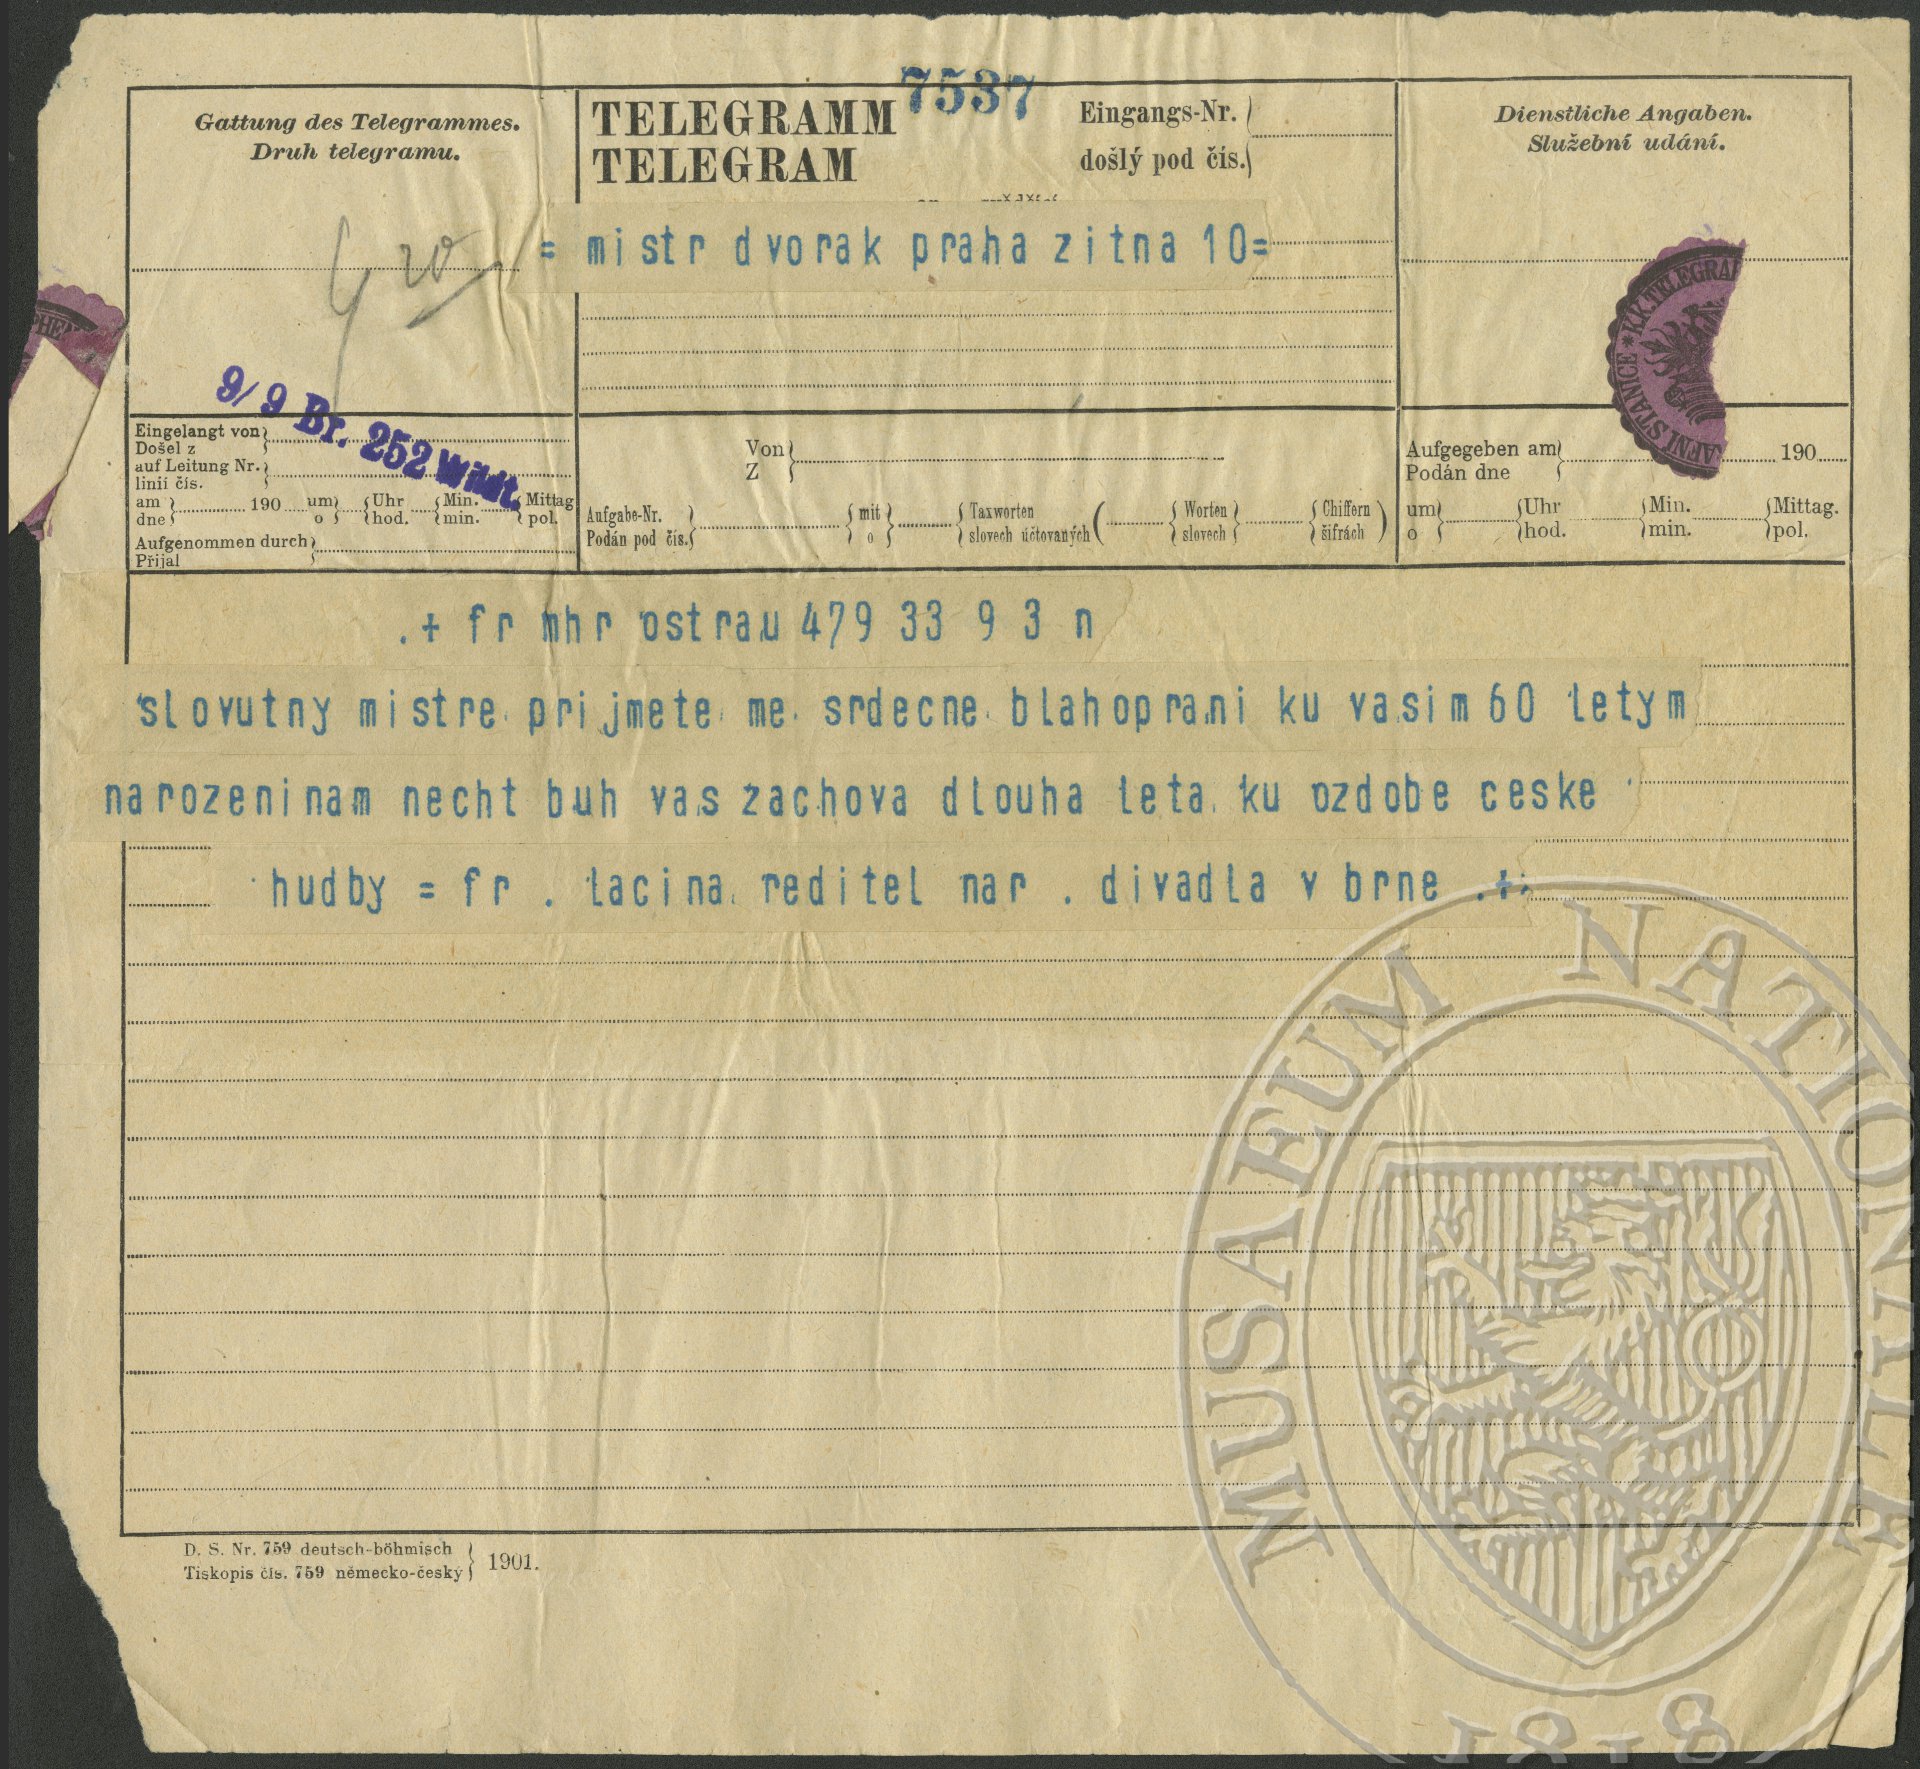 7537
Gattung des Telegrammes.
Druh telegramu.
TELEGRAMM
TELEGRAM
Eingangs-Nr.
došlý pod čís.
Dienstliche Angaben.
Služební udání.
= mistr dvorak praha zitna 10=
9/9 Br. 252 Wildt.
Eingelangt von
Došel z
auf Leitung Nr.
linií čís.
am 190 um Uhr Min. Mittag
dne o hod. min. pol.
Aufgenommen durch
Přijal
Von
Z
Aufgabe-Nr. mit Taxworten ( Worten Chiffern )
Podán pod čís. o slovech účtovaných slovech šifrách
Aufgegeben am 190
Podán dne
um Uhr Min. Mittag.
o hod. min. pol.
K.K. TELEGRAF
STANICE
.+ fr mhr ostrau 479 33 9 3 n
slovutny mistre prijmete me srdecne blahoprani ku vasim 60 letym
narozeninam necht buh vas zachova dlouha leta ku ozdobe ceske
hudby = fr . lacina reditel nar . divadla v brne .+
D. S. Nr. 759 deutsch-böhmisch
Tiskopis čís. 759 německo-český
1901.
MUSAEUM NATIONALE
1818